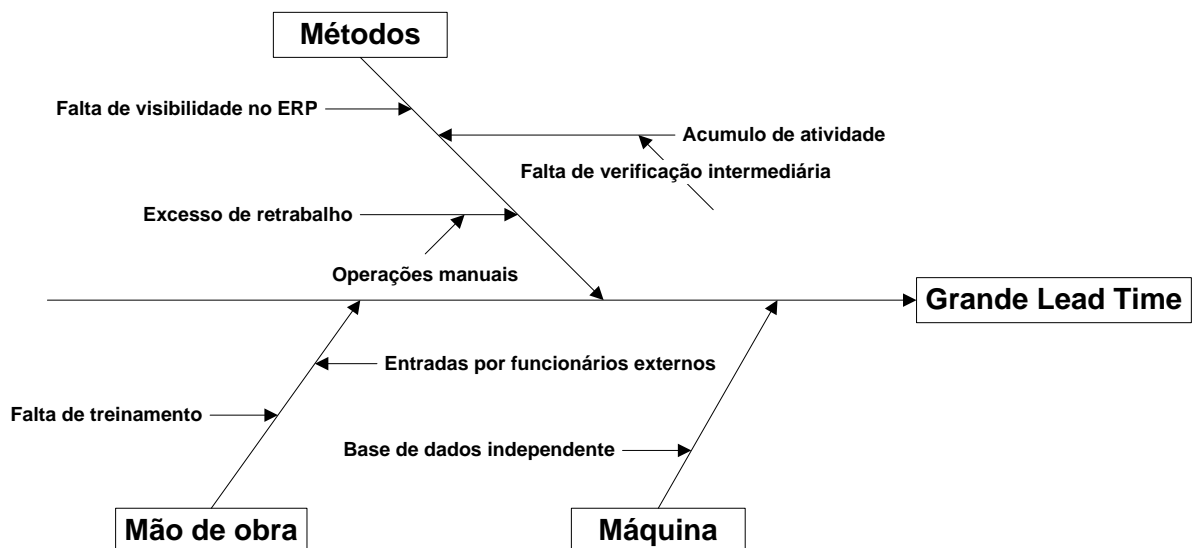 Métodos
Falta de visibilidade no ERP
Acumulo de atividade
Falta de verificação intermediária
Excesso de retrabalho
Operações manuais
Grande Lead Time
Entradas por funcionários externos
Falta de treinamento
Base de dados independente
Mão de obra
Máquina